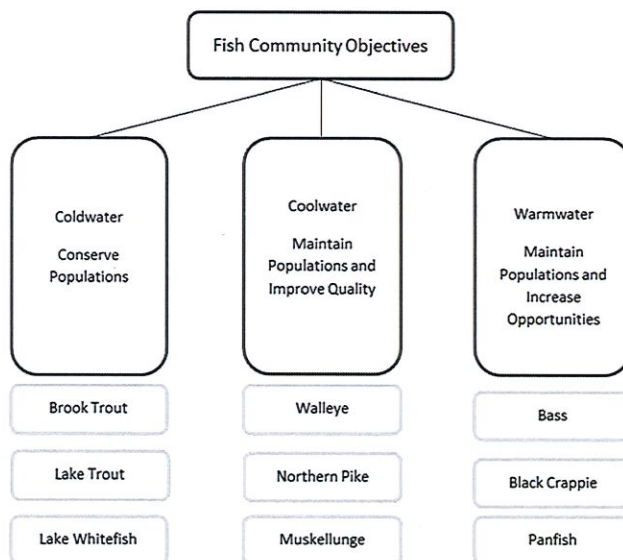 Fish Community Objectives
Coldwater
Conserve
Populations
Brook Trout
Lake Trout
Lake Whitefish
Coolwater
Maintain
Populations and
Improve Quality
Walleye
Northern Pike
Muskellunge
Warmwater
Maintain
Populations and
Increase
Opportunities
Bass
Black Crappie
Panfish